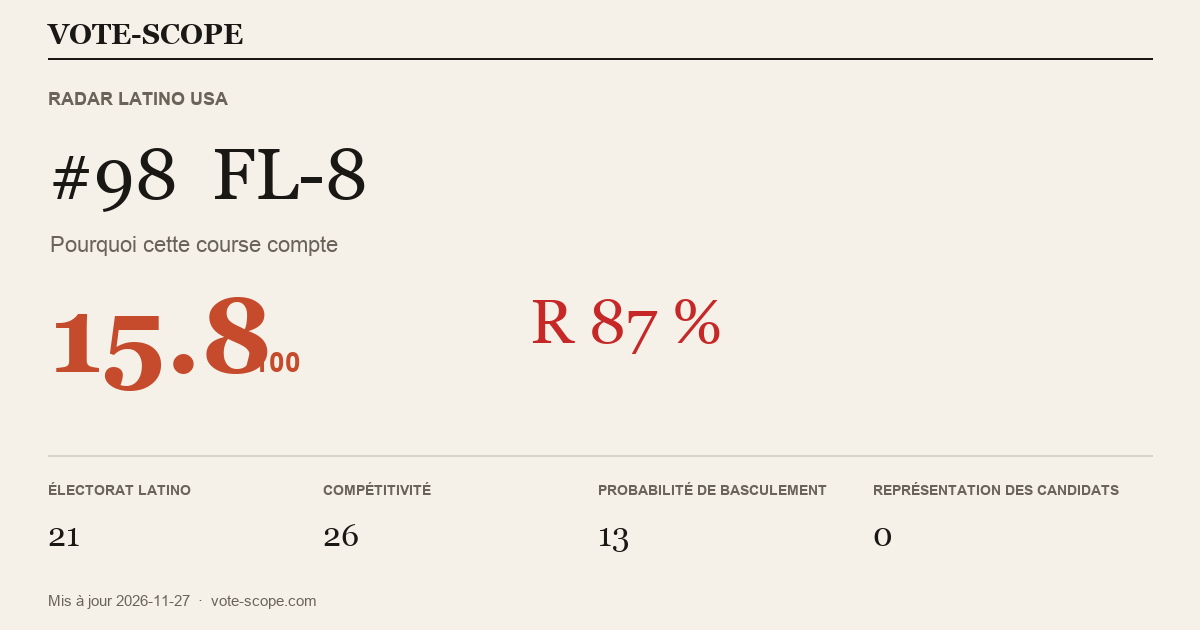 VOTE-SCOPE
RADAR LATINO USA
#98 FL-8
Pourquoi cette course compte
15.8
100
R 87 %
ÉLECTORAT LATINO
COMPÉTITIVITÉ
PROBABILITÉ DE BASCULEMENT
REPRÉSENTATION DES CANDIDATS
21
26
13
0
Mis à jour 2026-11-27 · vote-scope.com